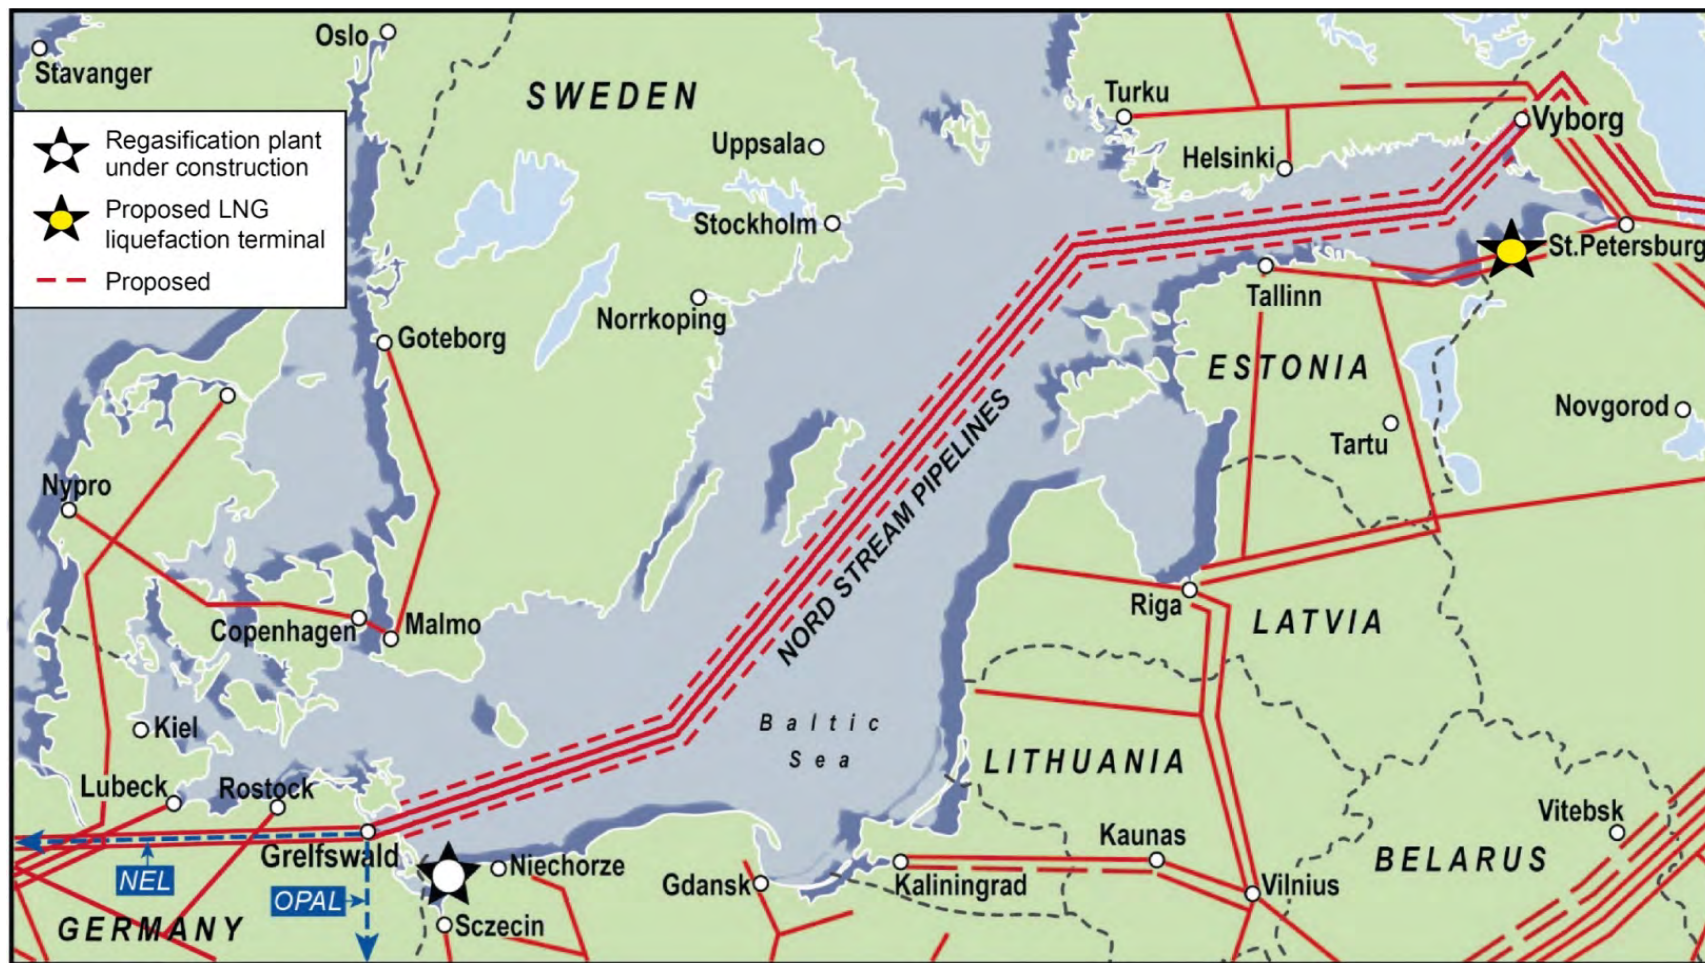 Oslo
Stavanger
SWEDEN
Turku
Vyborg
Regasification plant
under construction
Proposed LNG
liquefaction terminal
Proposed
Uppsala
Helsinki
Stockholm
St.Petersburg
Norrkoping
Tallinn
Goteborg
ESTONIA
Novgorod
Tartu
Nypro
NORD STREAM PIPELINES
Riga
LATVIA
Copenhagen
Malmo
Baltic
Sea
Kiel
LITHUANIA
Lubeck
Rostock
Vitebsk
Kaunas
Grelfswald
BELARUS
Niechorze
NEL
Gdansk
Kaliningrad
Vilnius
OPAL
GERMANY
Sczecin